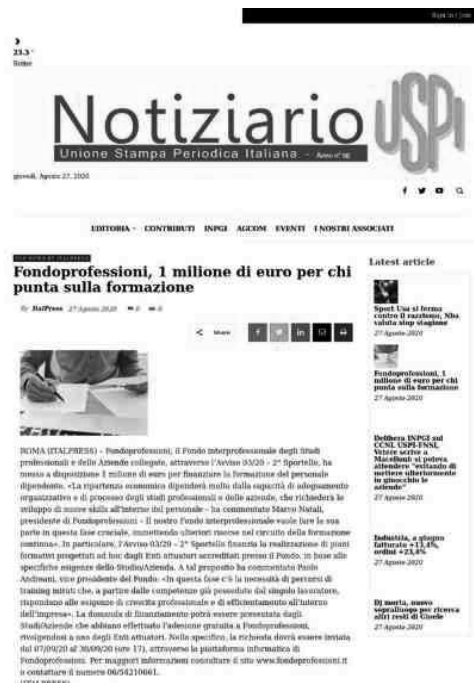 Sign in / Join
23.3 °
Rome
Notiziario USPI
Unione Stampa Periodica Italiana - Anno n°
giovedì, Agosto 27, 2020
EDITORIA CONTRIBUTI INPGI AGCOM EVENTI I NOSTRI ASSOCIATI
Fondoprofessioni, 1 milione di euro per chi
punta sulla formazione
By ItalPress 27 Agosto 2020 0 0
Share
ROMA (ITALPRESS) – Fondoprofessioni, il Fondo interprofessionale degli Studi
professionali e delle Aziende collegate, attraverso l'Avviso 03/20 – 2° Sportello, ha
messo a disposizione 1 milione di euro per finanziare la formazione del personale
dipendente. «La ripartenza economica dipenderà molto dalla capacità di adeguamento
organizzativo e di processo degli studi professionali e delle aziende, che richiederà lo
sviluppo di nuove skills all'interno del personale – ha commentato Marco Natali,
presidente di Fondoprofessioni – Il nostro Fondo interprofessionale vuole fare la sua
parte in questa fase cruciale, immettendo ulteriori risorse nel circuito della formazione
continua». In particolare, l'Avviso 03/20 – 2° Sportello finanzia la realizzazione di piani
formativi progettati ad hoc dagli Enti attuatori accreditati presso il Fondo, in base alle
specifiche esigenze dello Studio/Azienda. A tal proposito ha commentato Paolo
Andreani, vice presidente del Fondo: «In questa fase c'è la necessità di percorsi di
training mirati che, a partire dalle competenze già possedute dal singolo lavoratore,
rispondano alle esigenze di crescita professionale e di efficientamento all'interno
dell'impresa». La domanda di finanziamento potrà essere presentata dagli
Studi/Aziende che abbiano effettuato l'adesione gratuita a Fondoprofessioni,
rivolgendosi a uno degli Enti attuatori. Nello specifico, la richiesta dovrà essere inviata
dal 07/09/20 al 30/09/20 (ore 17), attraverso la piattaforma informatica di
Fondoprofessioni. Per maggiori informazioni consultare il sito www.fondoprofessioni.it
o contattare il numero 06/54210661.
(ITALPRESS)
Latest article
Sport Usa si ferma
contro il razzismo, Nba
valuta stop stagione
27 Agosto 2020
Fondoprofessioni, 1
milione di euro per chi
punta sulla formazione
27 Agosto 2020
Delibera INPGI sul
CCNL USPI-FNSI,
Vetere scrive a
Macelloni: si poteva
attendere "evitando di
mettere ulteriormente
in ginocchio le
aziende"
27 Agosto 2020
Industria, a giugno
fatturato +13,4%,
ordini +23,4%
27 Agosto 2020
Dj morta, nuovo
sopralluogo per ricerca
altri resti di Gioele
27 Agosto 2020